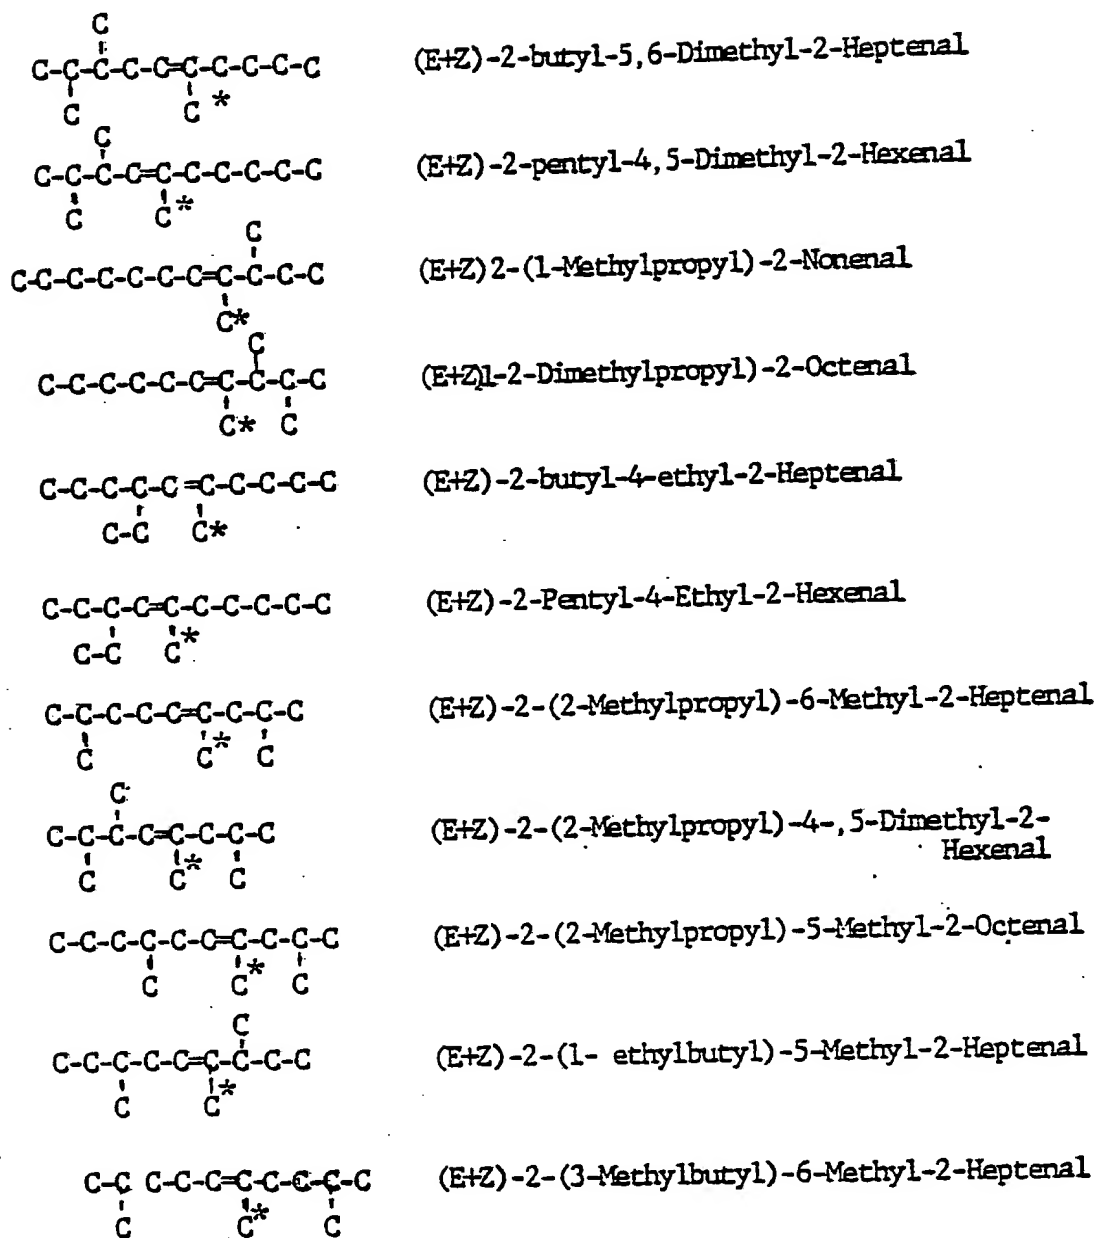 C
C-C-C-C-C=C-C-C-C-C (E+Z)-2-butyl-5,6-Dimethyl-2-Heptenal
C C *
C
C-C-C-C=C-C-C-C-C-C (E+Z)-2-pentyl-4,5-Dimethyl-2-Hexenal
C C*
C
C-C-C-C-C-C-C=C-C-C-C (E+Z)2-(1-Methylpropyl)-2-Nonenal
C*
C
C-C-C-C-C-C=C-C-C-C (E+Z)1-2-Dimethylpropyl)-2-Octenal
C* C
C-C-C-C-C=C-C-C-C-C (E+Z)-2-butyl-4-ethyl-2-Heptenal
C-C C*
C-C-C-C=C-C-C-C-C-C (E+Z)-2-Pentyl-4-Ethyl-2-Hexenal
C-C C*
C-C-C-C-C=C-C-C-C (E+Z)-2-(2-Methylpropyl)-6-Methyl-2-Heptenal
C C* C
C
C-C-C-C=C-C-C-C (E+Z)-2-(2-Methylpropyl)-4-,5-Dimethyl-2-
Hexenal
C C* C
C-C-C-C-C-C=C-C-C-C (E+Z)-2-(2-Methylpropyl)-5-Methyl-2-Octenal
C C* C
C
C-C-C-C-C=C-C-C-C (E+Z)-2-(1- ethylbutyl)-5-Methyl-2-Heptenal
C C*
C-C C-C-C=C-C-C-C-C (E+Z)-2-(3-Methylbutyl)-6-Methyl-2-Heptenal
C C* C